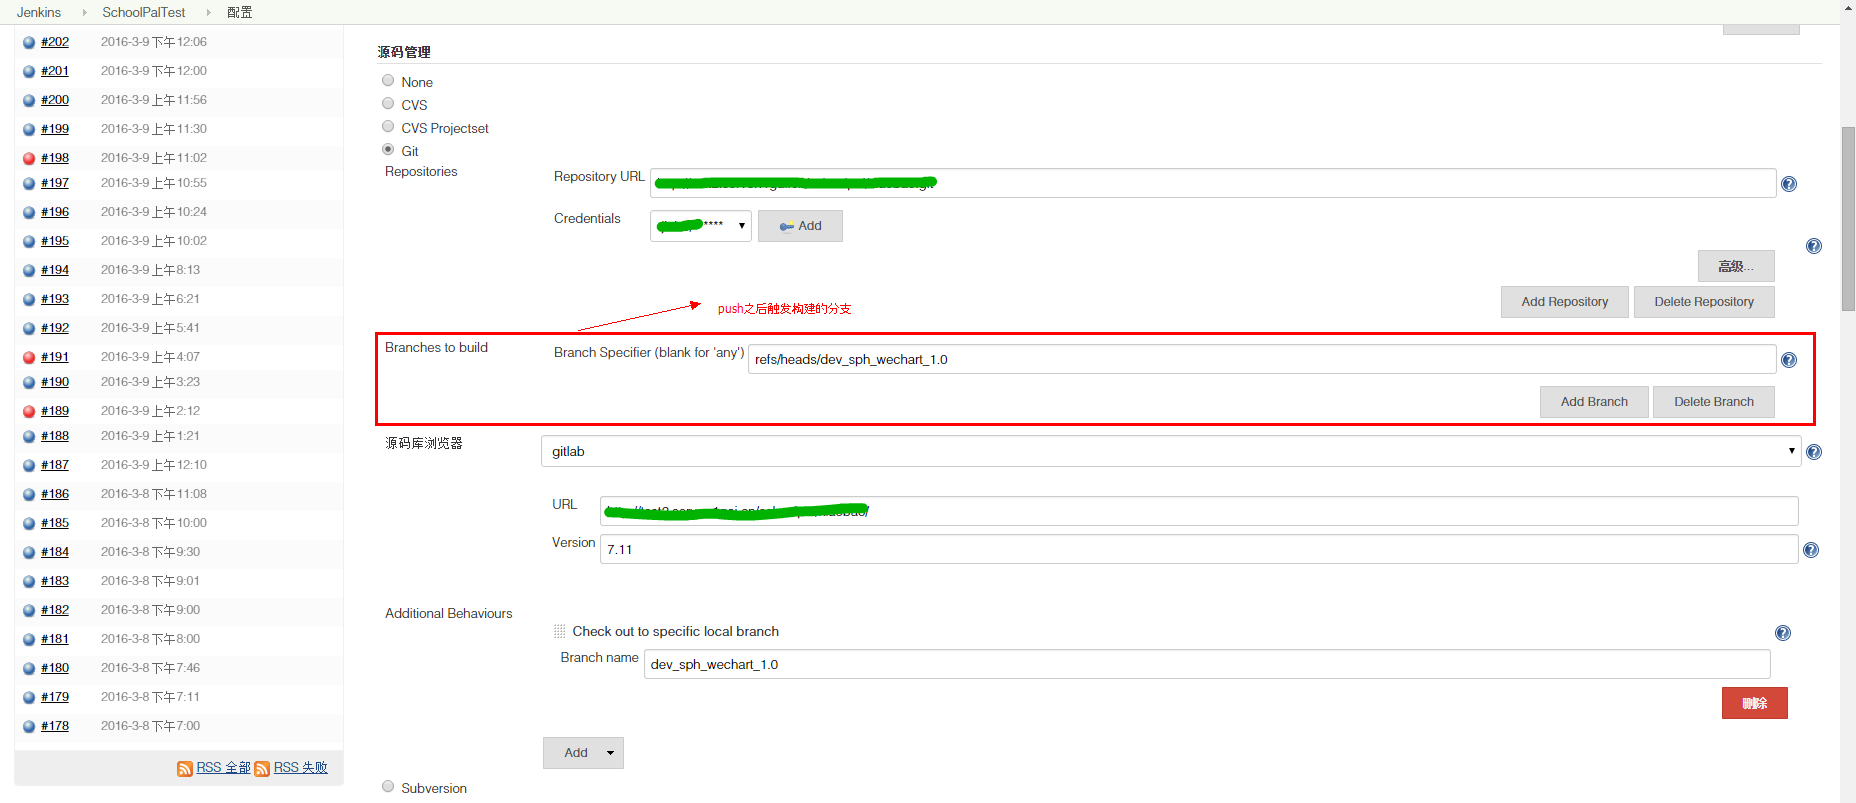 Jenkins SchoolPalTest 配置
#202 2016-3-9 下午12:06
#201 2016-3-9 下午12:00
#200 2016-3-9 上午11:56
#199 2016-3-9 上午11:30
#198 2016-3-9 上午11:02
#197 2016-3-9 上午10:55
#196 2016-3-9 上午10:24
#195 2016-3-9 上午10:02
#194 2016-3-9 上午8:13
#193 2016-3-9 上午6:21
#192 2016-3-9 上午5:41
#191 2016-3-9 上午4:07
#190 2016-3-9 上午3:23
#189 2016-3-9 上午2:12
#188 2016-3-9 上午1:21
#187 2016-3-9 上午12:10
#186 2016-3-8 下午11:08
#185 2016-3-8 下午10:00
#184 2016-3-8 下午9:30
#183 2016-3-8 下午9:01
#182 2016-3-8 下午9:00
#181 2016-3-8 下午8:00
#180 2016-3-8 下午7:46
#179 2016-3-8 下午7:11
#178 2016-3-8 下午7:00
RSS 全部 RSS 失败
源码管理
None
CVS
CVS Projectset
Git
Repositories
Repository URL
Credentials **** Add
高级...
Add Repository Delete Repository
push之后触发构建的分支
Branches to build
Branch Specifier (blank for 'any') refs/heads/dev_sph_wechart_1.0
Add Branch Delete Branch
源码库浏览器 gitlab
URL
Version 7.11
Additional Behaviours
Check out to specific local branch
Branch name dev_sph_wechart_1.0
删除
Add
Subversion